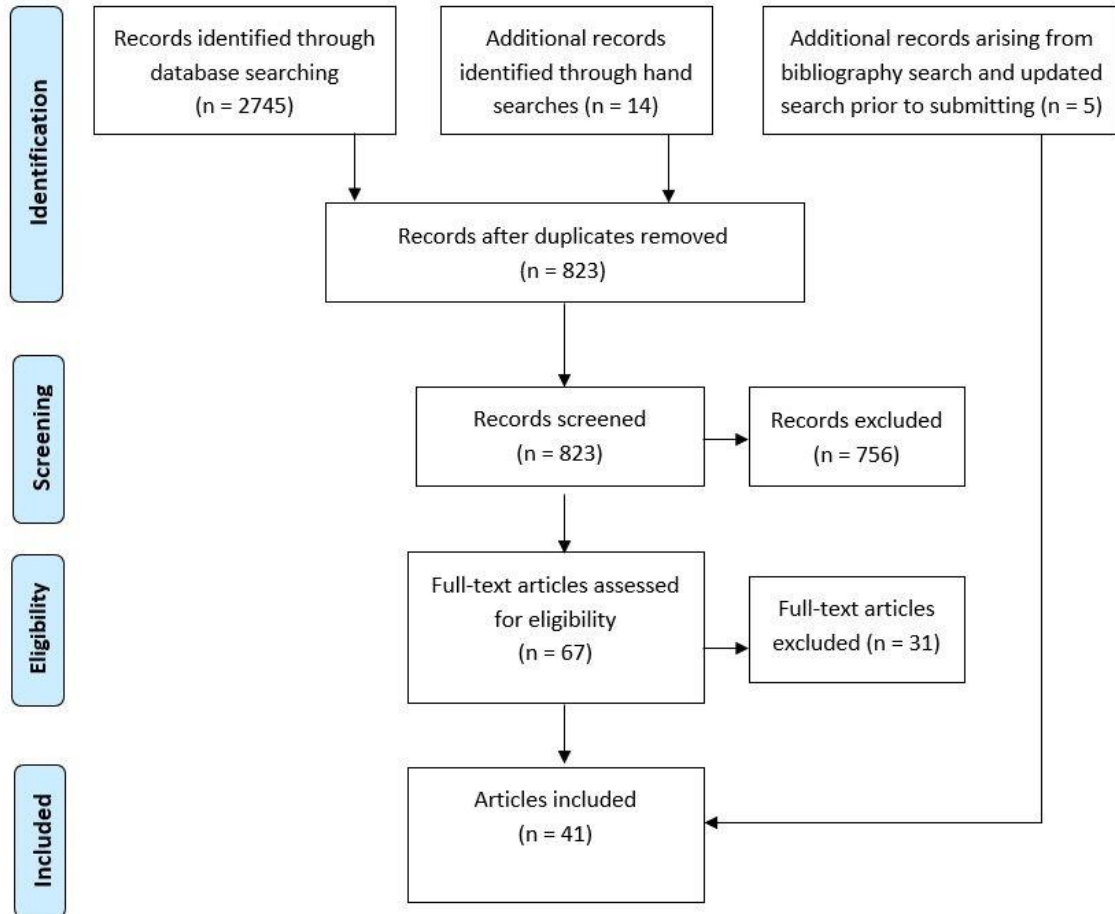 Identification
Records identified through
database searching
(n = 2745)
Additional records
identified through hand
searches (n = 14)
Additional records arising from
bibliography search and updated
search prior to submitting (n = 5)
Records after duplicates removed
(n = 823)
Screening
Records screened
(n = 823)
Records excluded
(n = 756)
Eligibility
Full-text articles assessed
for eligibility
(n = 67)
Full-text articles
excluded (n = 31)
Included
Articles included
(n = 41)